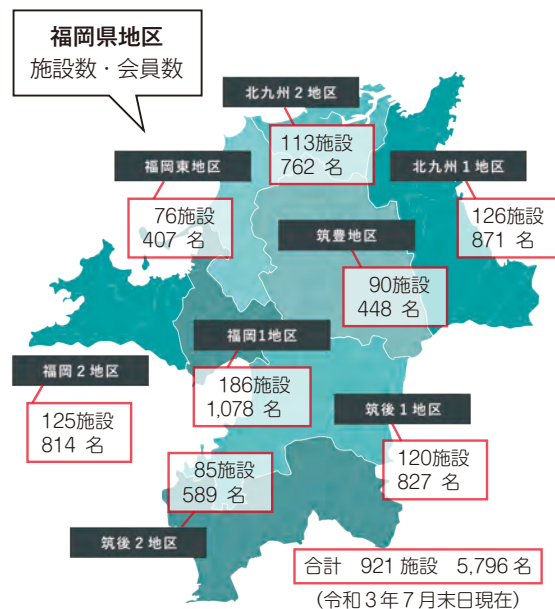 福岡県地区
施設数・会員数
北九州2地区
113施設
762 名
福岡東地区
76施設
407 名
北九州1地区
126施設
871 名
筑豊地区
90施設
448 名
福岡1地区
186施設
1,078 名
福岡2地区
125施設
814 名
筑後1地区
120施設
827 名
85施設
589 名
筑後2地区
合計 921施設 5,796名
(令和3年7月末日現在)